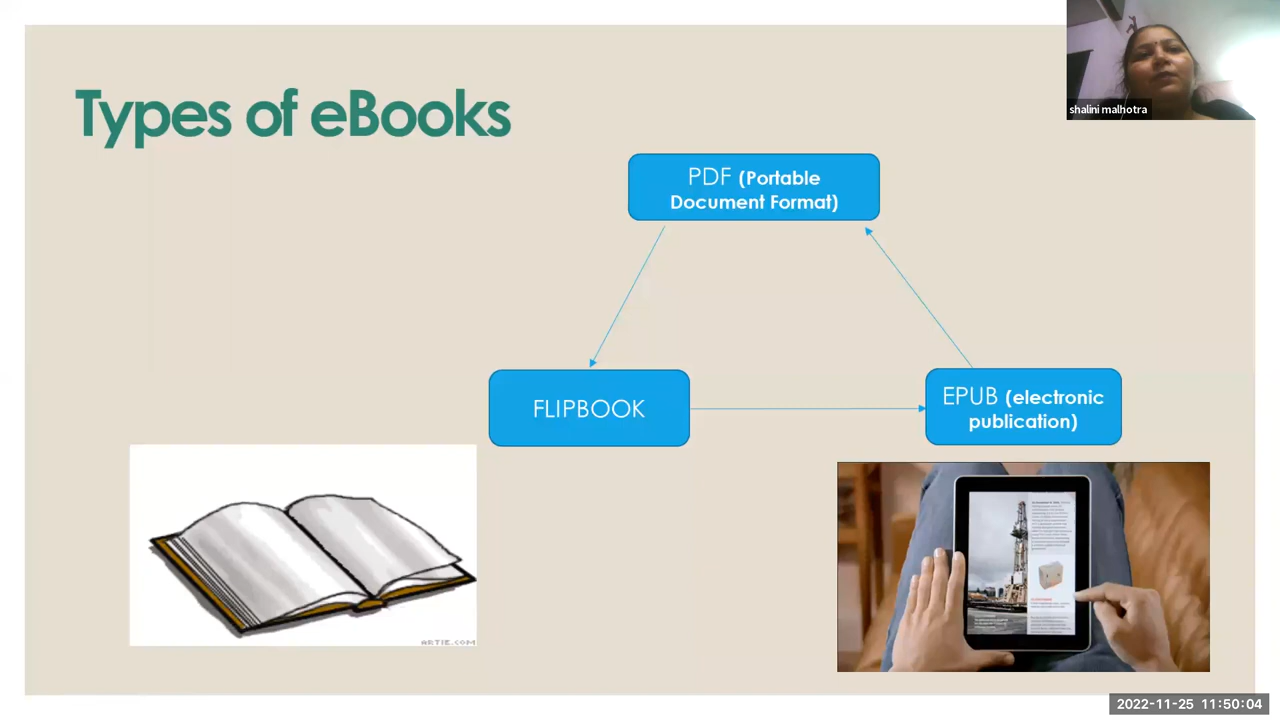 Types of eBooks
shalini malhotra
PDF (Portable
Document Format)
FLIPBOOK
EPUB (electronic
publication)
ARTIE.COM
2022-11-25 11:50:04